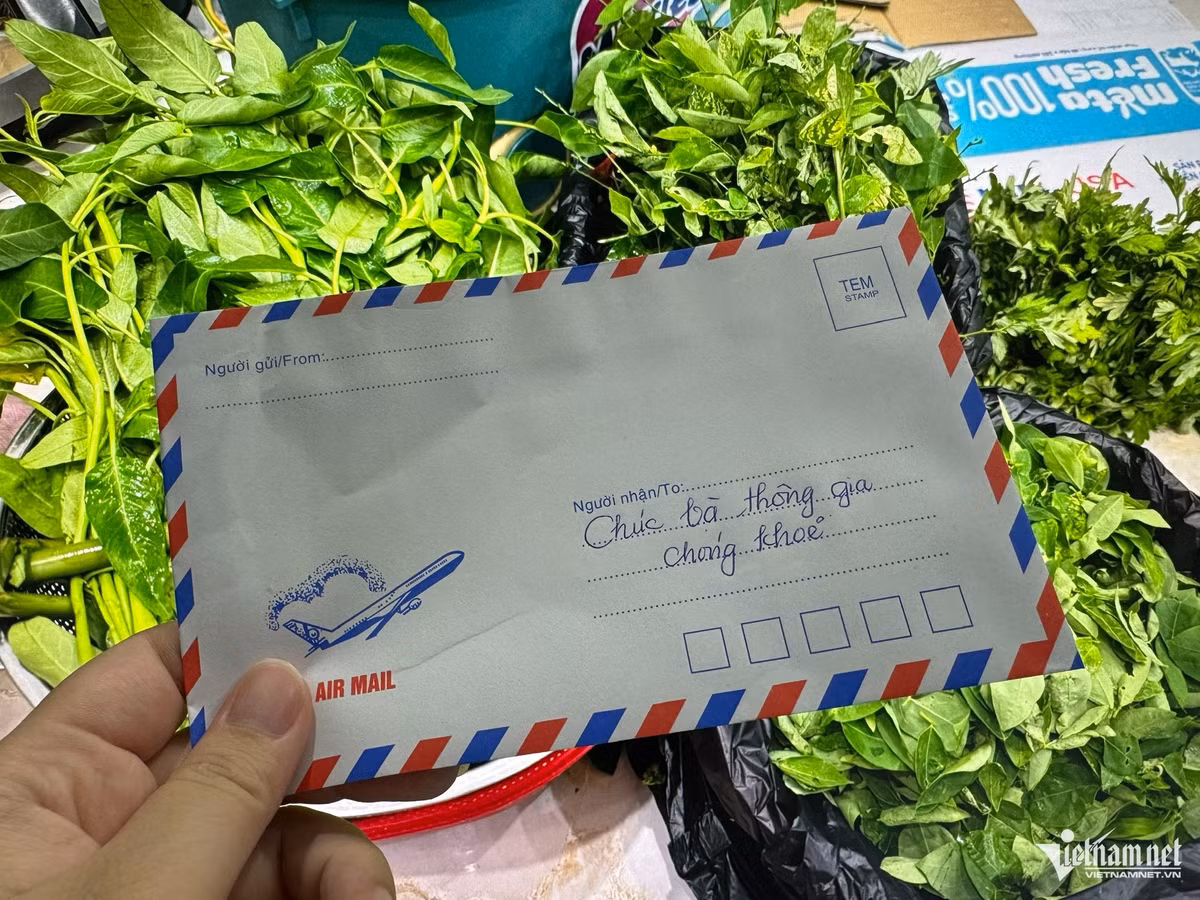 mêta 100%
Fresh
TEM
STAMP
Người gửi/From:
Người nhận/To:
Chúc bà thông gia
chóng khoẻ
AIR MAIL
vietnamnet
VIETNAMNET.VN